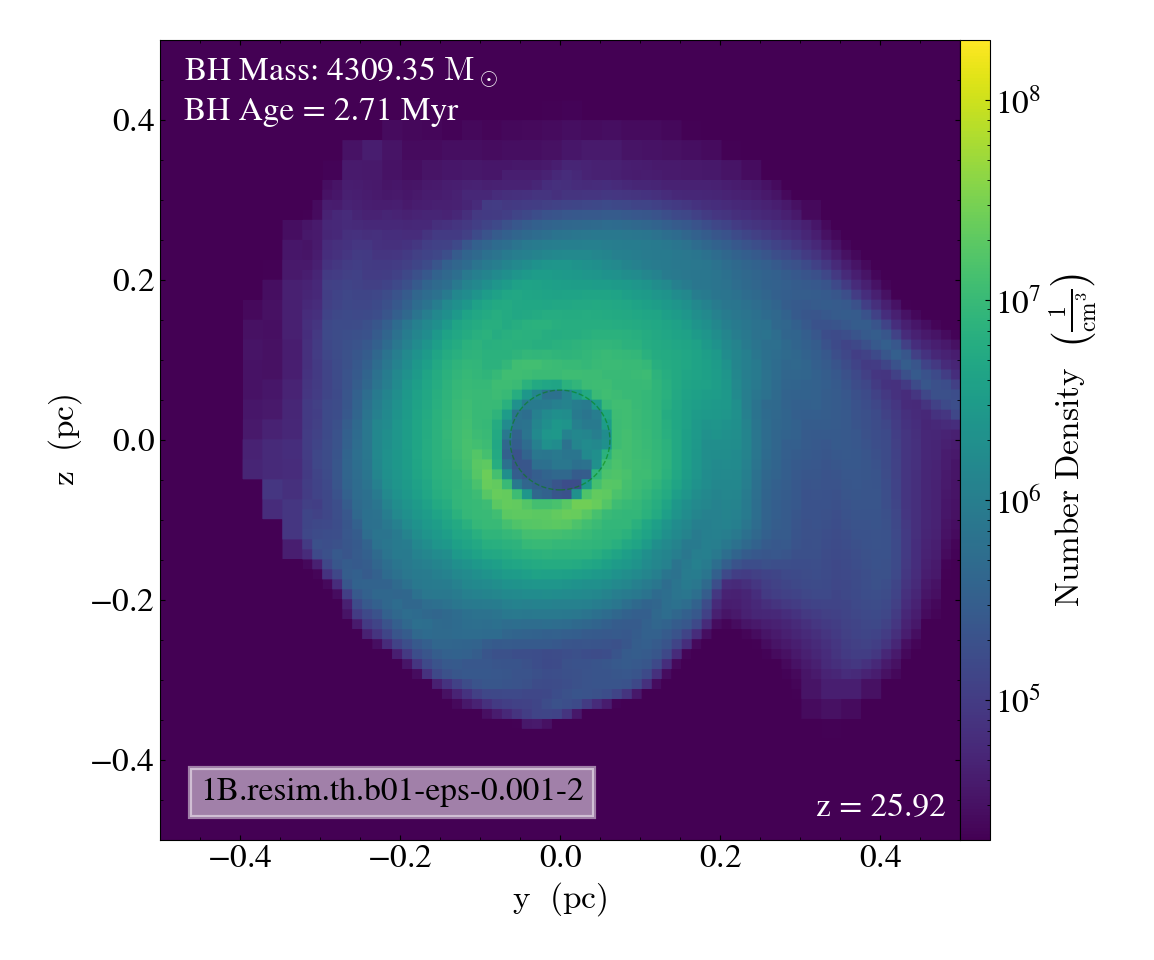 BH Mass: 4309.35 M⊙
BH Age = 2.71 Myr
0.4
0.2
0.0
−0.2
−0.4
z (pc)
1B.resim.th.b01-eps-0.001-2
z = 25.92
−0.4 −0.2 0.0 0.2 0.4
y (pc)
10⁸
10⁷
10⁶
10⁵
Number Density (1/cm³)